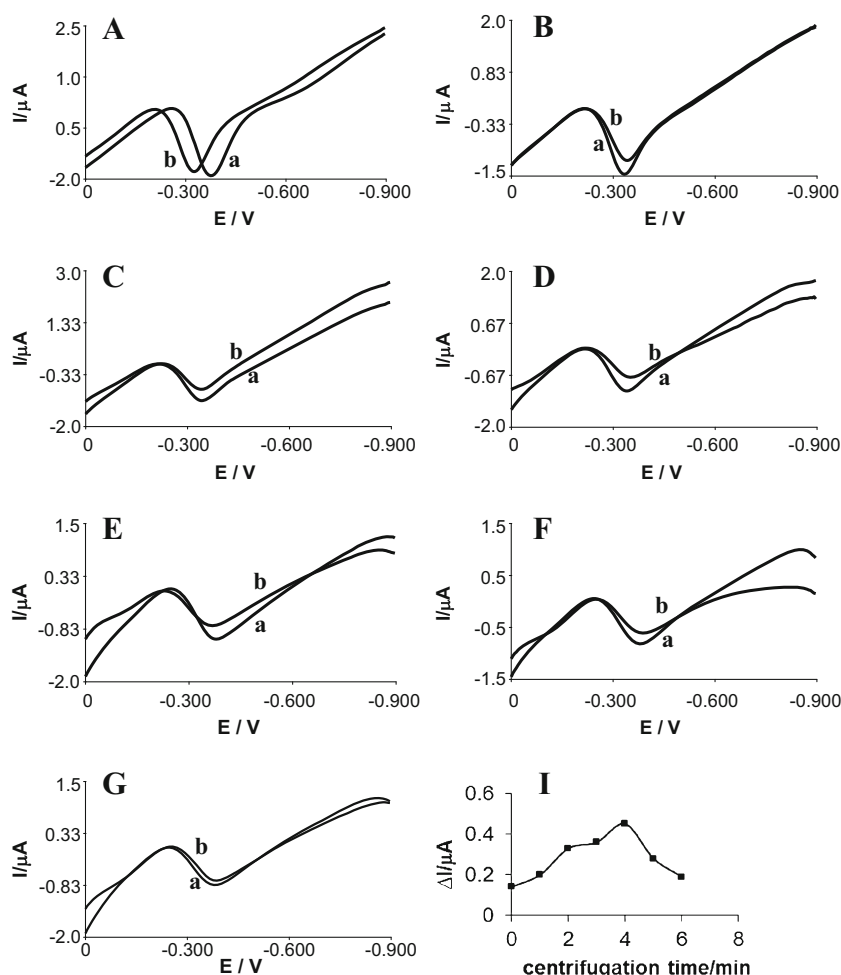 A
I/µA
2.5
1.0
0.5
-2.0
b
a
0
-0.300
-0.600
-0.900
E / V
B
I/µA
2.0
0.83
-0.33
-1.5
b
a
0
-0.300
-0.600
-0.900
E / V
C
I/µA
3.0
1.33
-0.33
-2.0
b
a
0
-0.300
-0.600
-0.900
E / V
D
I/µA
2.0
0.67
-0.67
-2.0
b
a
0
-0.300
-0.600
-0.900
E / V
E
I/µA
1.5
0.33
-0.83
-2.0
b
a
0
-0.300
-0.600
-0.900
E / V
F
I/µA
1.5
0.5
-0.5
-1.5
b
a
0
-0.300
-0.600
-0.900
E / V
G
I/µA
1.5
0.33
-0.83
-2.0
b
a
0
-0.300
-0.600
-0.900
E / V
I
ΔI/µA
0.6
0.4
0.2
0
0 2 4 6 8
centrifugation time/min